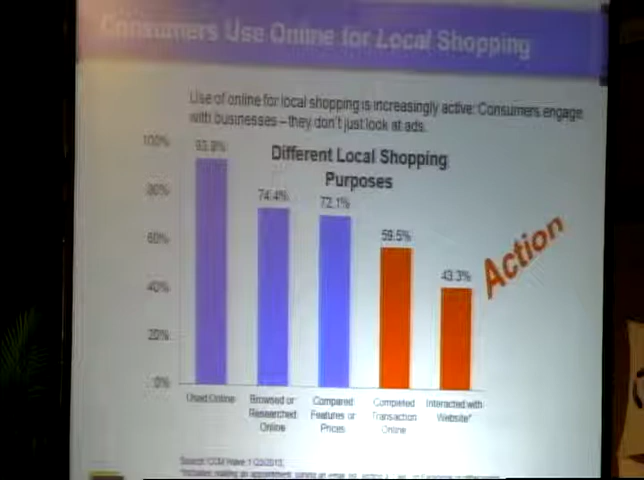 Consumers Use Online for Local Shopping
Use of online for local shopping is increasingly active: Consumers engage
with businesses – they don't just look at ads.
Different Local Shopping
Purposes
100%
80%
60%
40%
20%
0%
93.8%
74.4%
72.1%
59.5%
43.3%
Action
Used Online
Browsed or
Researched
Online
Compared
Features or
Prices
Completed
Transaction
Online
Interacted with
Website*